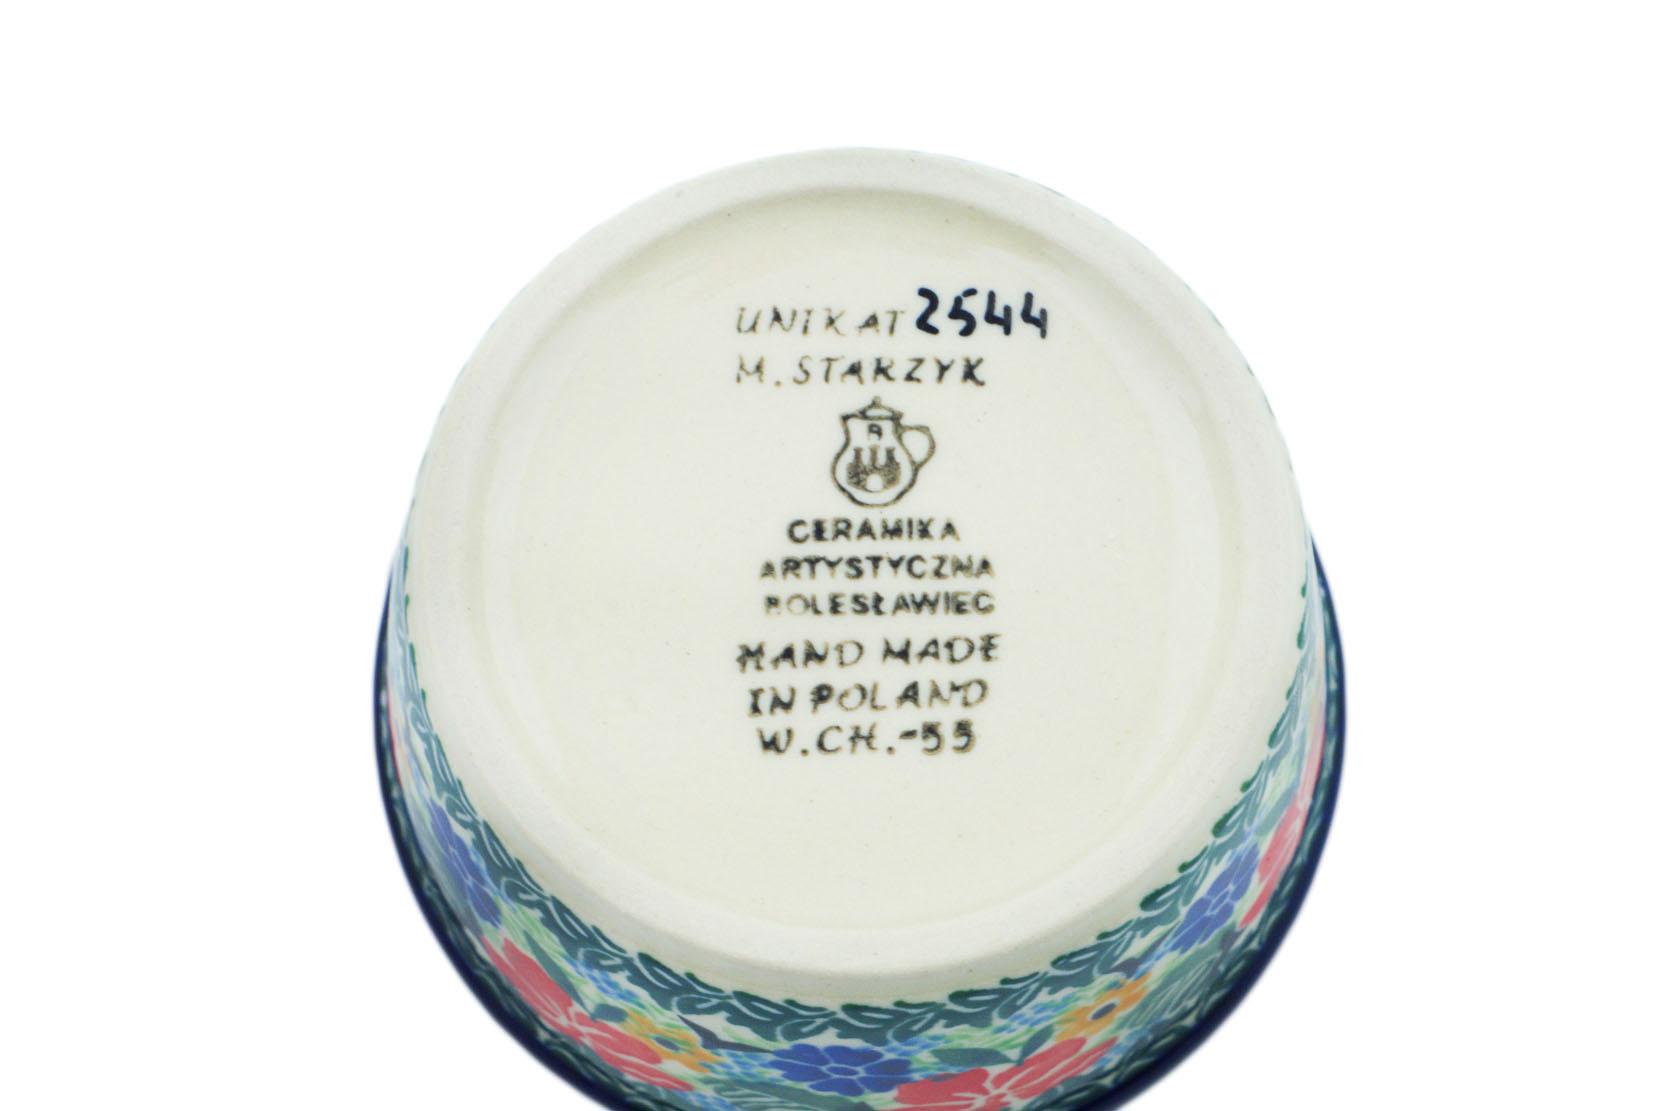 UNIKAT 2544
M. STARZYK
B
CERAMIKA
ARTYSTYCZNA
BOLESŁAWIEC
HAND MADE
IN POLAND
W.CH.-55